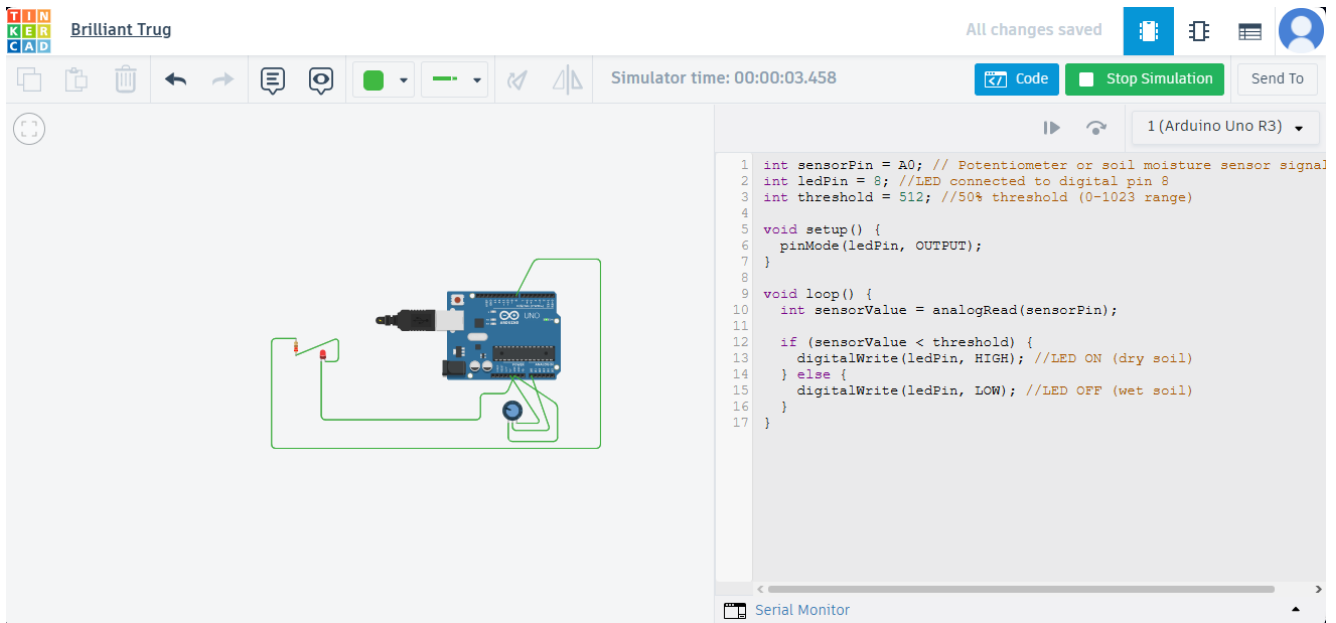 TIN
KER
CAD
Brilliant Trug
All changes saved
Simulator time: 00:00:03.458
Code
Stop Simulation
Send To
1 (Arduino Uno R3)
1 int sensorPin = A0; // Potentiometer or soil moisture sensor signal
2 int ledPin = 8; //LED connected to digital pin 8
3 int threshold = 512; //50% threshold (0-1023 range)
4
5 void setup() {
6 pinMode(ledPin, OUTPUT);
7 }
8
9 void loop() {
10 int sensorValue = analogRead(sensorPin);
11
12 if (sensorValue < threshold) {
13 digitalWrite(ledPin, HIGH); //LED ON (dry soil)
14 } else {
15 digitalWrite(ledPin, LOW); //LED OFF (wet soil)
16 }
17 }
UNO
Serial Monitor